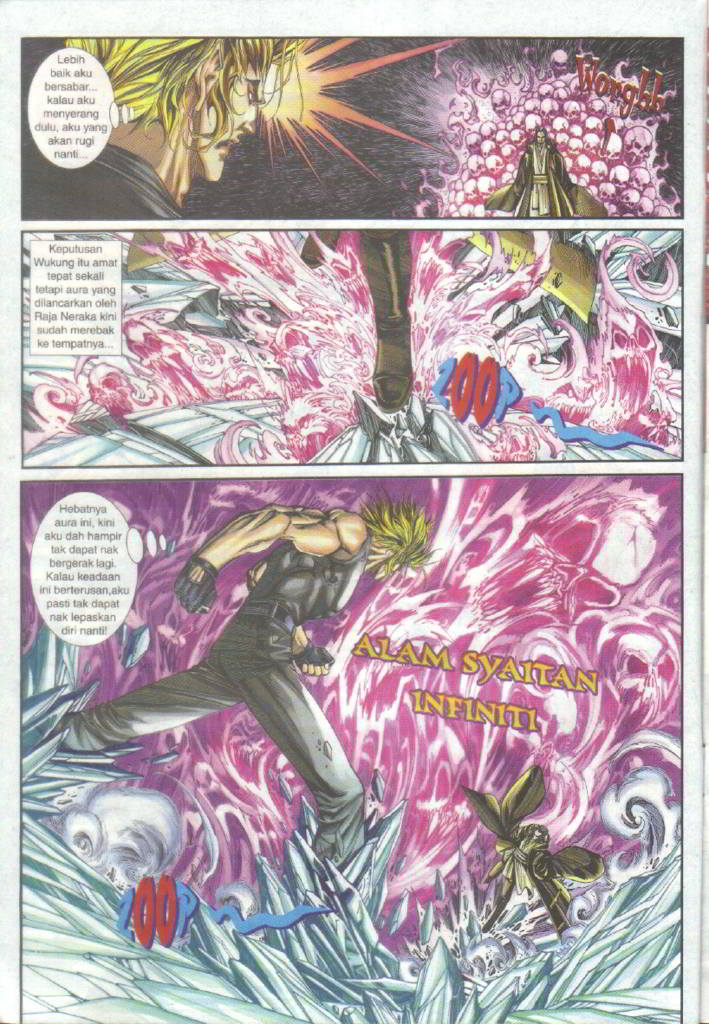 Lebih
baik aku
bersabar...
kalau aku
menyerang
dulu, aku yang
akan rugi
nanti...
Wongbb
Keputusan
Wukung itu amat
tepat sekali
tetapi aura yang
dilancarkan oleh
Raja Neraka kini
sudah merebak
ke tempatnya...
Hebatnya
aura ini, kini
aku dah hampir
tak dapat nak
bergerak lagi.
Kalau keadaan
ini berterusan,aku
pasti tak dapat
nak lepaskan
diri nanti!
ALAM SYAITAN
INFINITI